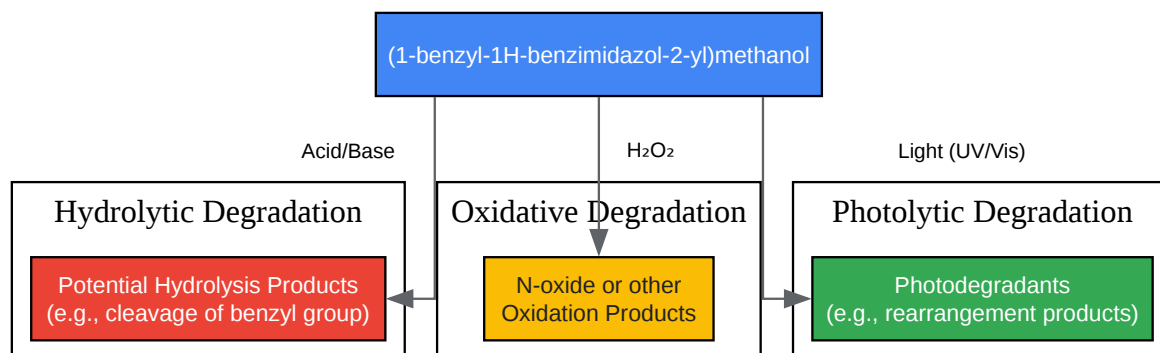 (1-benzyl-1H-benzimidazol-2-yl)methanol
Acid/Base
H₂O₂
Light (UV/Vis)
Hydrolytic Degradation
Oxidative Degradation
Photolytic Degradation
Potential Hydrolysis Products
(e.g., cleavage of benzyl group)
N-oxide or other
Oxidation Products
Photodegradants
(e.g., rearrangement products)